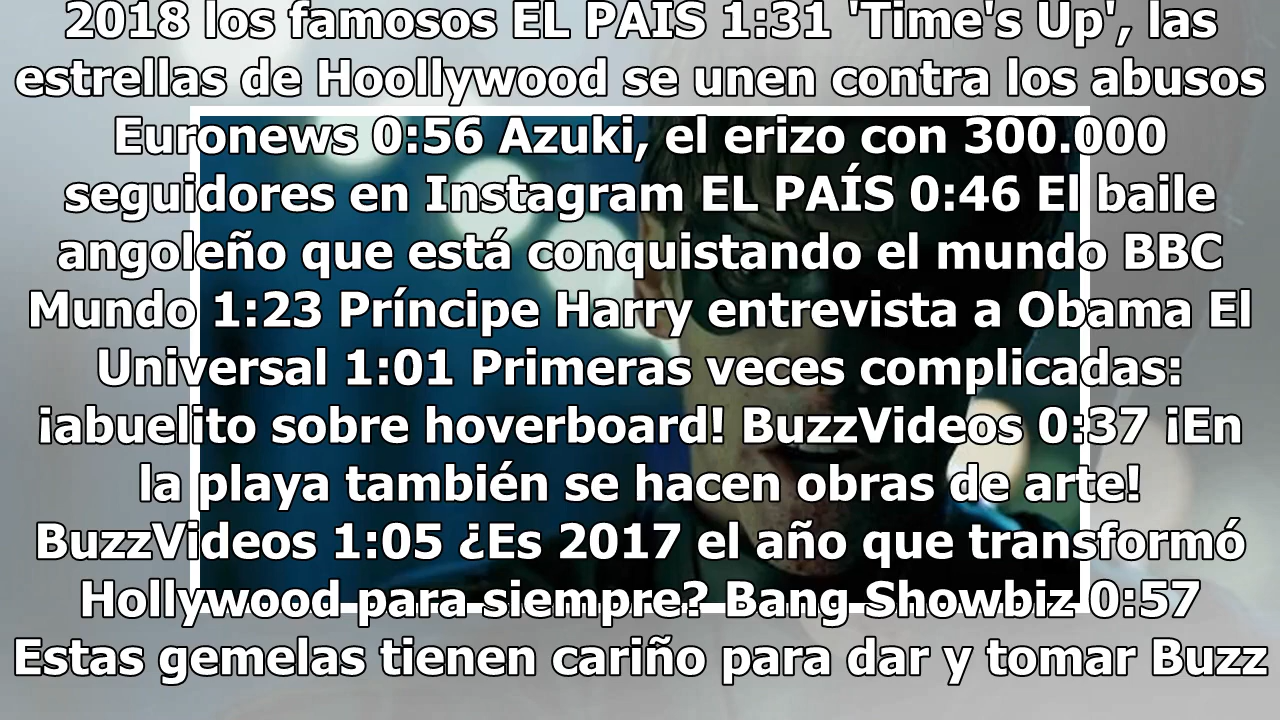 2018 los famosos EL PAÍS 1:31 'Time's Up', las
estrellas de Hoollywood se unen contra los abusos
Euronews 0:56 Azuki, el erizo con 300.000
seguidores en Instagram EL PAÍS 0:46 El baile
angoleño que está conquistando el mundo BBC
Mundo 1:23 Príncipe Harry entrevista a Obama El
Universal 1:01 Primeras veces complicadas:
¡abuelito sobre hoverboard! BuzzVideos 0:37 ¡En
la playa también se hacen obras de arte!
BuzzVideos 1:05 ¿Es 2017 el año que transformó
Hollywood para siempre? Bang Showbiz 0:57
Estas gemelas tienen cariño para dar y tomar Buzz